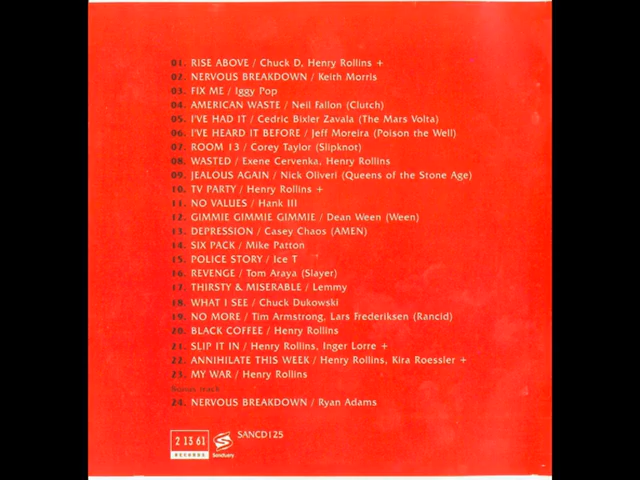 01. RISE ABOVE / Chuck D, Henry Rollins +
02. NERVOUS BREAKDOWN / Keith Morris
03. FIX ME / Iggy Pop
04. AMERICAN WASTE / Neil Fallon (Clutch)
05. I'VE HAD IT / Cedric Bixler Zavala (The Mars Volta)
06. I'VE HEARD IT BEFORE / Jeff Moreira (Poison the Well)
07. ROOM 13 / Corey Taylor (Slipknot)
08. WASTED / Exene Cervenka, Henry Rollins
09. JEALOUS AGAIN / Nick Oliveri (Queens of the Stone Age)
10. TV PARTY / Henry Rollins +
11. NO VALUES / Hank III
12. GIMMIE GIMMIE GIMMIE / Dean Ween (Ween)
13. DEPRESSION / Casey Chaos (AMEN)
14. SIX PACK / Mike Patton
15. POLICE STORY / Ice T
16. REVENGE / Tom Araya (Slayer)
17. THIRSTY & MISERABLE / Lemmy
18. WHAT I SEE / Chuck Dukowski
19. NO MORE / Tim Armstrong, Lars Frederiksen (Rancid)
20. BLACK COFFEE / Henry Rollins
21. SLIP IT IN / Henry Rollins, Inger Lorre +
22. ANNIHILATE THIS WEEK / Henry Rollins, Kira Roessier +
23. MY WAR / Henry Rollins
Bonus track
24. NERVOUS BREAKDOWN / Ryan Adams
2 13 61
RECORDS
Sanctuary
SANCD125